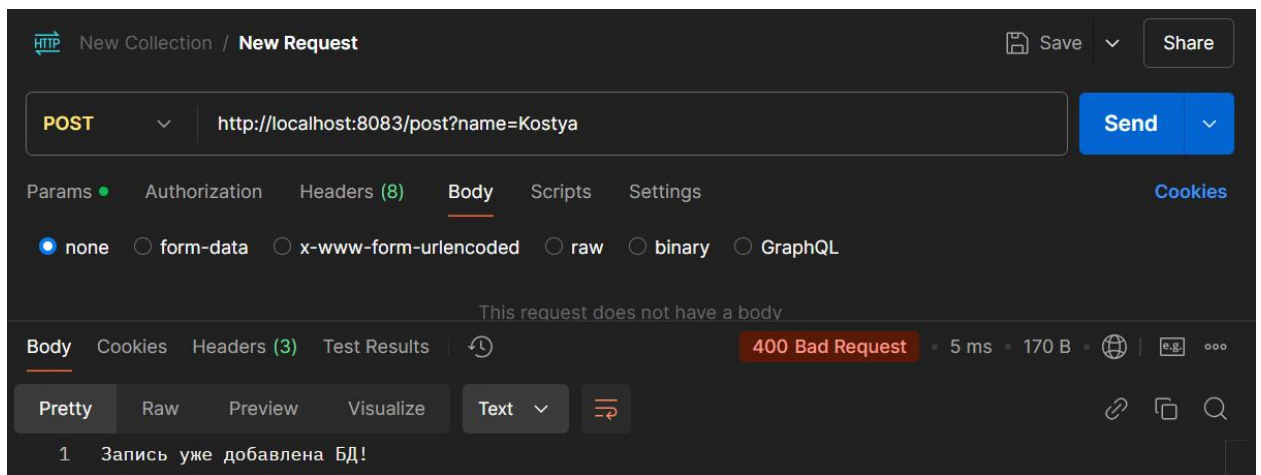 HTTP New Collection / New Request Save Share
POST http://localhost:8083/post?name=Kostya Send
Params Authorization Headers (8) Body Scripts Settings Cookies
none form-data x-www-form-urlencoded raw binary GraphQL
This request does not have a body
Body Cookies Headers (3) Test Results 400 Bad Request 5 ms 170 B e.g.
Pretty Raw Preview Visualize Text
1 Запись уже добавлена БД!